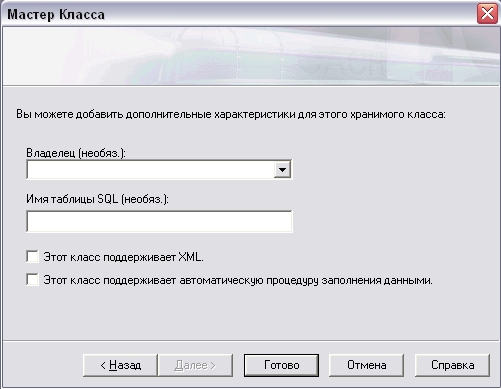 Мастер Класса
Вы можете добавить дополнительные характеристики для этого хранимого класса:
Владелец (необяз.):
Имя таблицы SQL (необяз.):
Этот класс поддерживает XML.
Этот класс поддерживает автоматическую процедуру заполнения данными.
< Назад Далее > Готово Отмена Справка